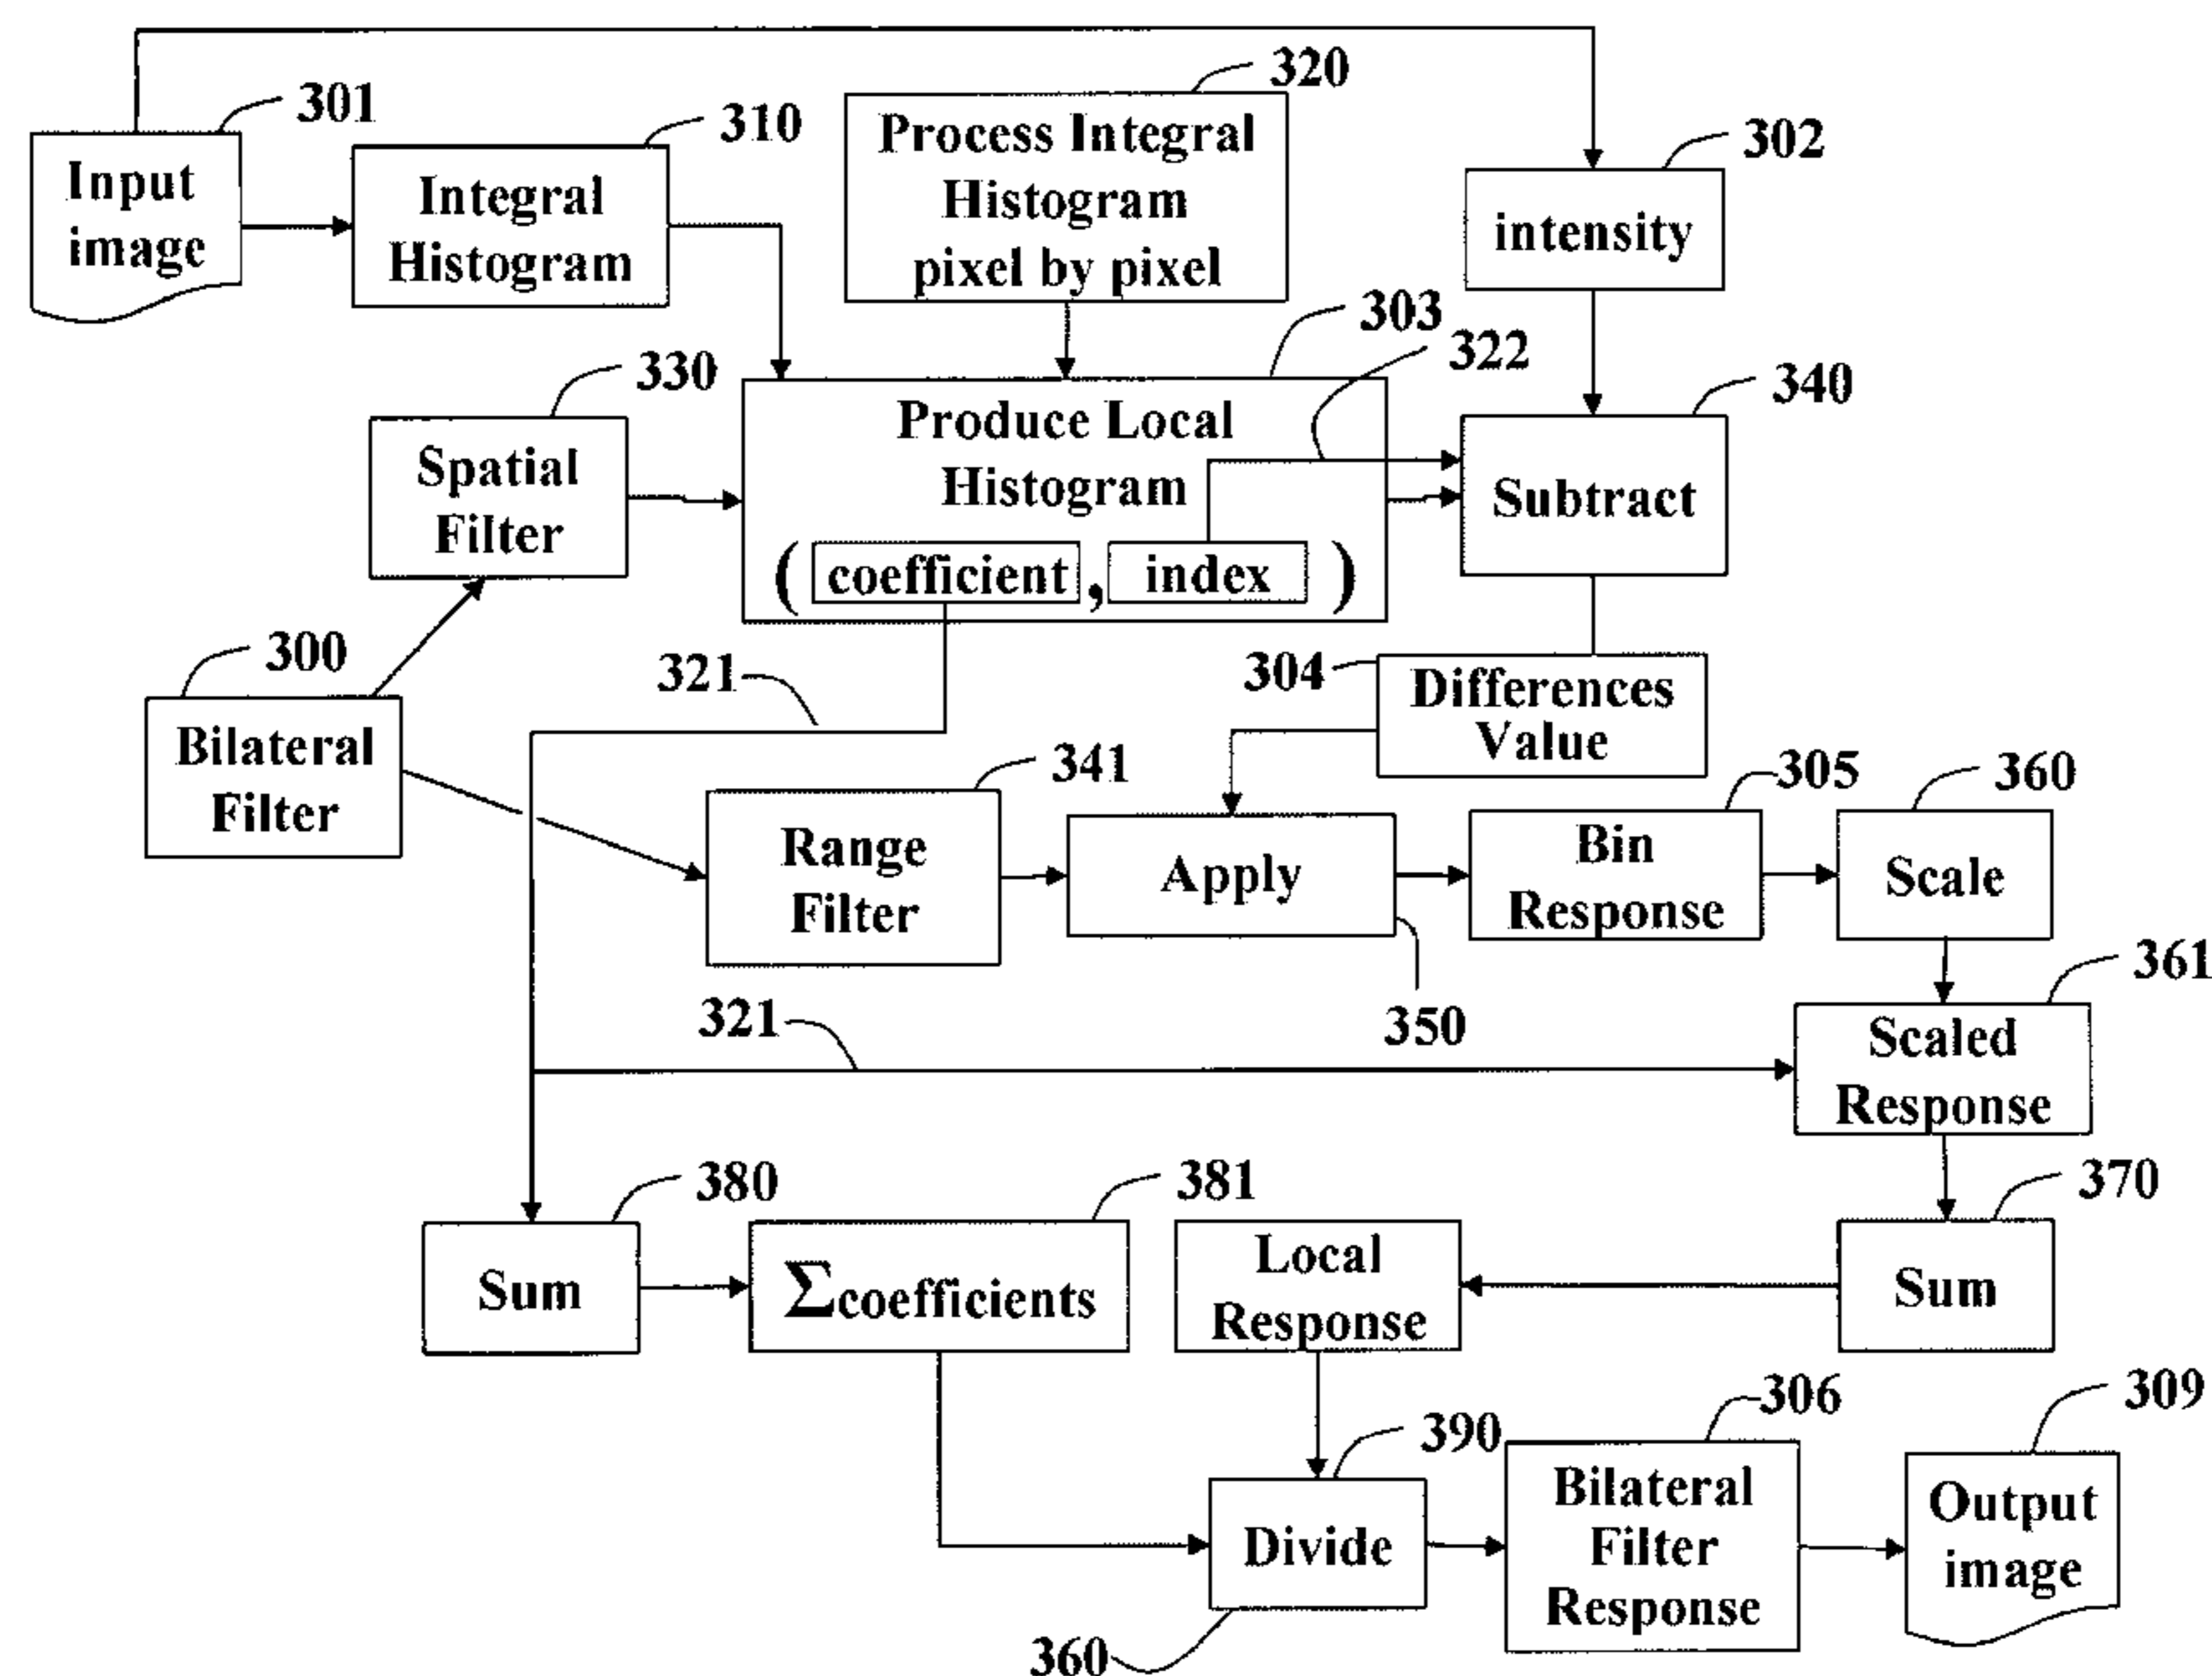 301
Input
image
310
Integral
Histogram
320
Process Integral
Histogram
pixel by pixel
302
intensity
330
Spatial
Filter
303
322
Produce Local
Histogram
( coefficient , index )
340
Subtract
300
Bilateral
Filter
321
304
Differences
Value
341
Range
Filter
Apply
350
305
Bin
Response
360
Scale
321
361
Scaled
Response
380
Sum
381
Σcoefficients
Local
Response
370
Sum
390
Divide
360
306
Bilateral
Filter
Response
309
Output
image